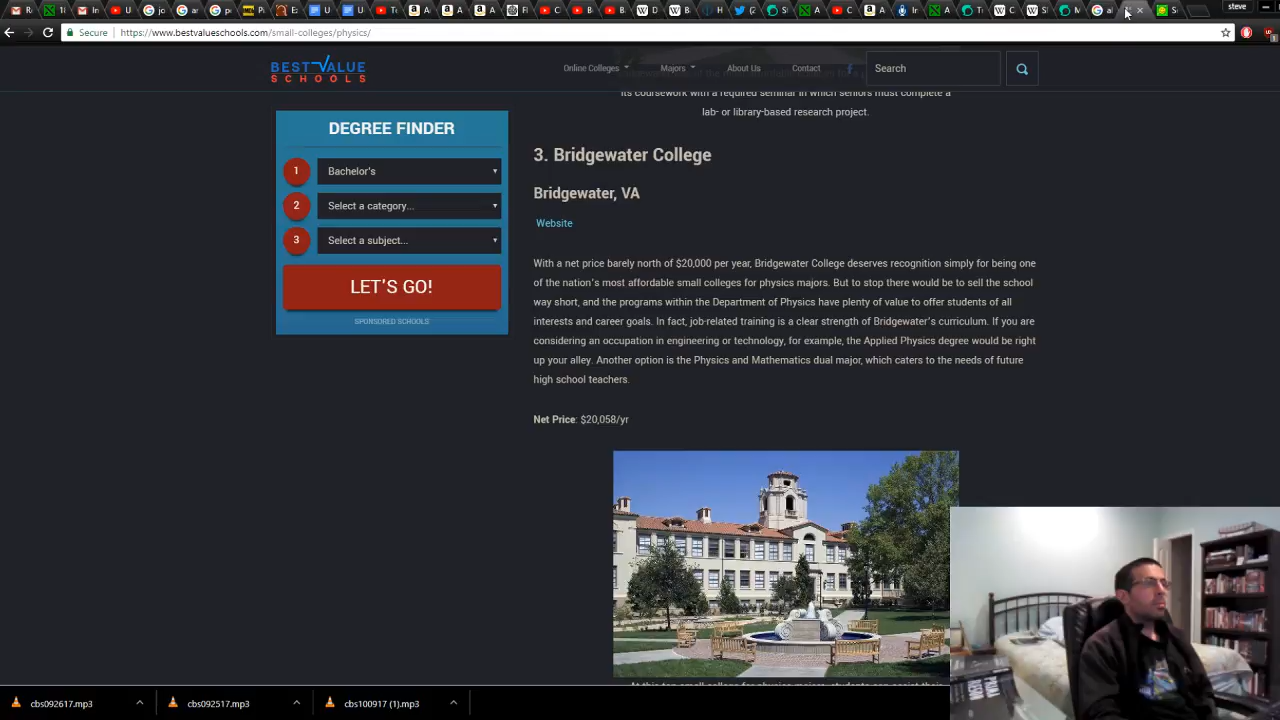 steve
Secure
https://www.bestvalueschools.com/small-colleges/physics/
BEST VALUE
SCHOOLS
Online Colleges
Majors
About Us
Contact
f
Search
its coursework with a required seminar in which seniors must complete a
lab- or library-based research project.
DEGREE FINDER
1 Bachelor's
2 Select a category...
3 Select a subject...
LET'S GO!
SPONSORED SCHOOLS
3. Bridgewater College
Bridgewater, VA
Website
With a net price barely north of $20,000 per year, Bridgewater College deserves recognition simply for being one
of the nation's most affordable small colleges for physics majors. But to stop there would be to sell the school
way short, and the programs within the Department of Physics have plenty of value to offer students of all
interests and career goals. In fact, job-related training is a clear strength of Bridgewater's curriculum. If you are
considering an occupation in engineering or technology, for example, the Applied Physics degree would be right
up your alley. Another option is the Physics and Mathematics dual major, which caters to the needs of future
high school teachers.
Net Price: $20,058/yr
cbs092617.mp3
cbs092517.mp3
cbs100917 (1).mp3